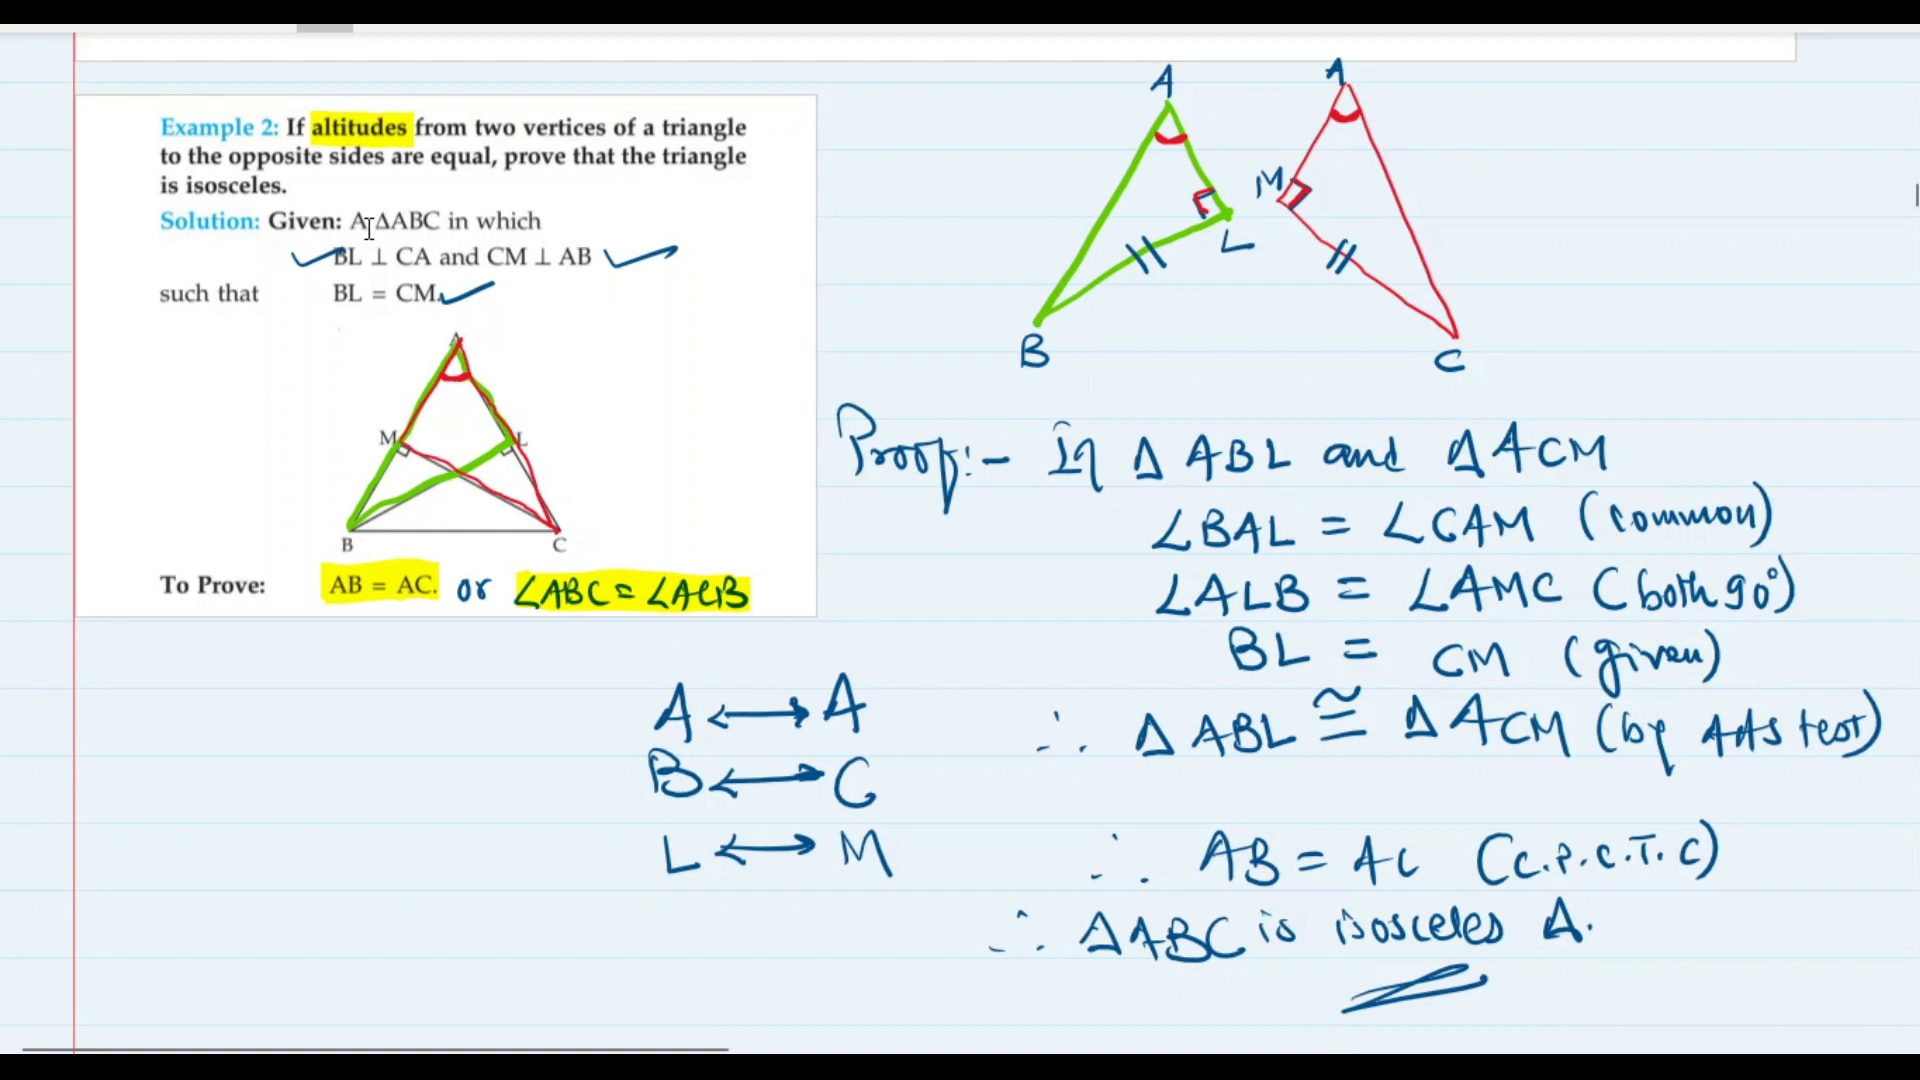 Example 2: If altitudes from two vertices of a triangle
to the opposite sides are equal, prove that the triangle
is isosceles.
Solution: Given: A ΔABC in which
BL ⊥ CA and CM ⊥ AB
such that BL = CM.
A
M L
B C
To Prove: AB = AC. or ∠ABC = ∠ACB
A
B
L
A
M
C
Proof:- In Δ ABL and Δ ACM
∠BAL = ∠CAM (common)
∠ALB = ∠AMC (both 90°)
BL = CM (given)
∴ Δ ABL ≅ Δ ACM (by AAS test)
A ↔ A
B ↔ C
L ↔ M
∴ AB = AC (C.P.C.T.C)
∴ ΔABC is isosceles Δ.